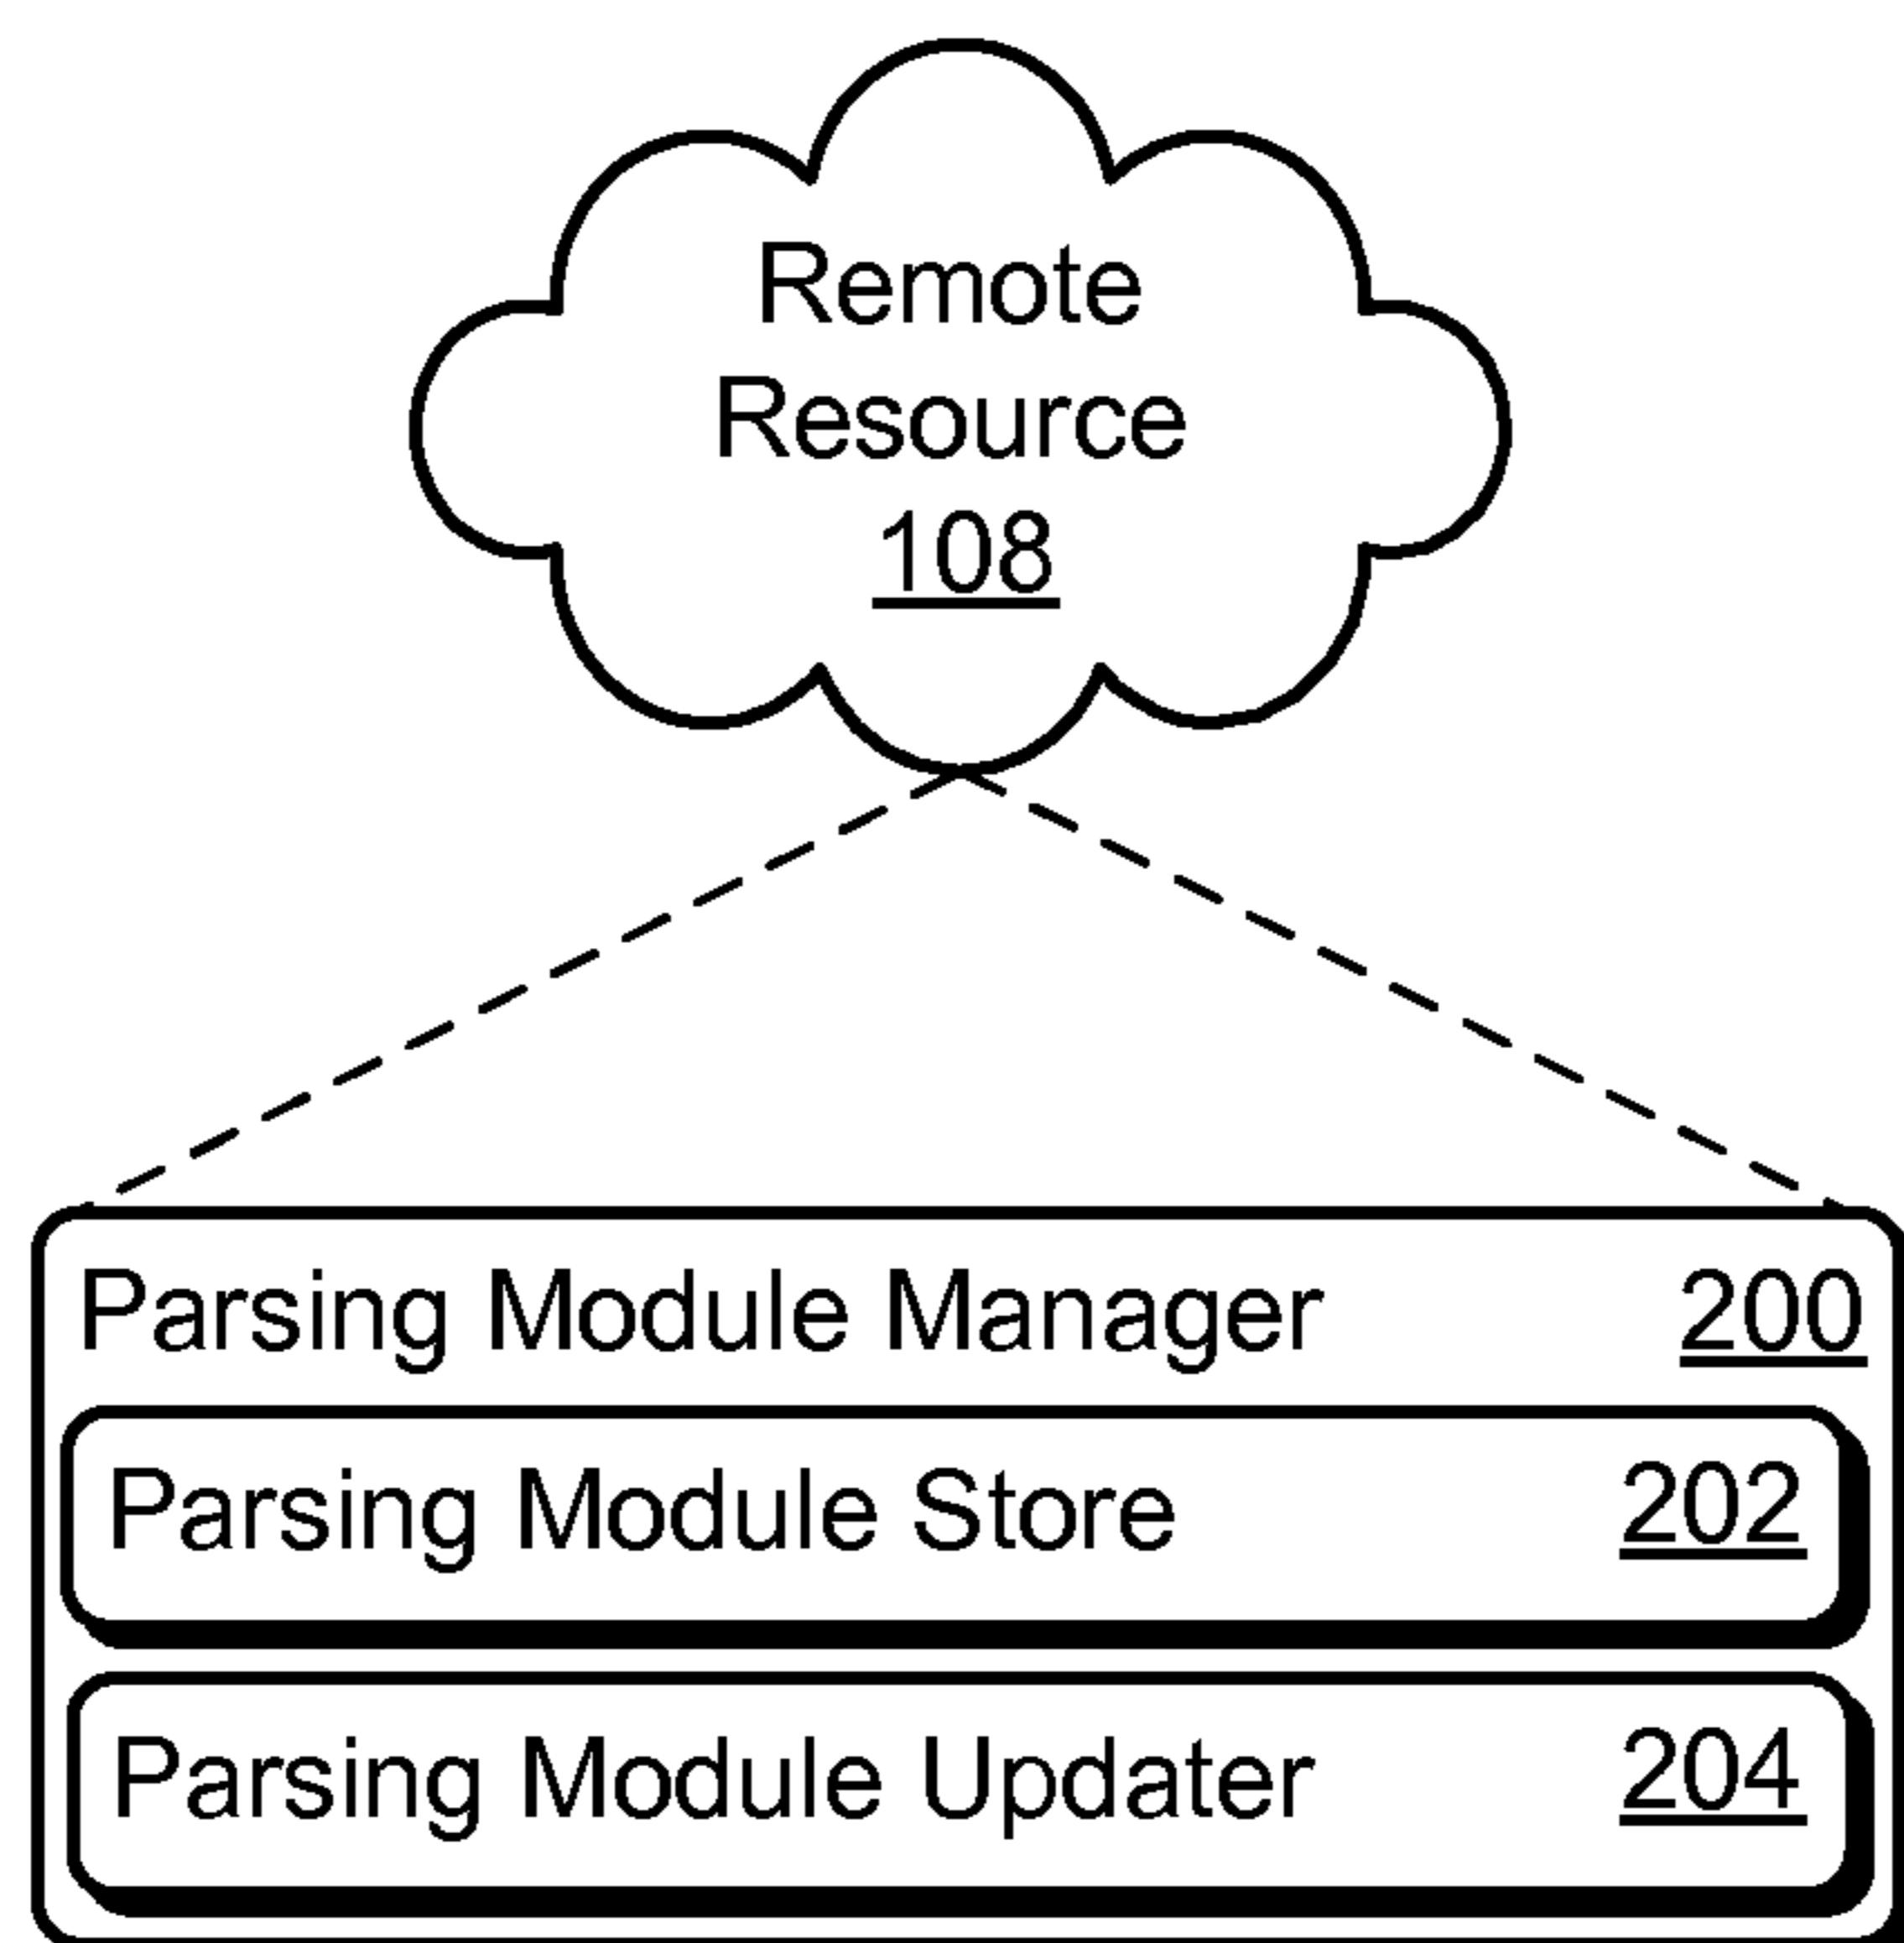 Remote
Resource
108
Parsing Module Manager 200
Parsing Module Store 202
Parsing Module Updater 204